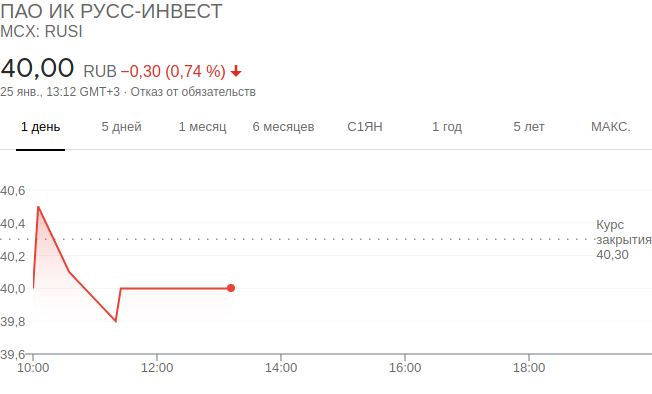 ПАО ИК РУСС-ИНВЕСТ
MCX: RUSI
40,00 RUB −0,30 (0,74 %)
25 янв., 13:12 GMT+3 · Отказ от обязательств
1 день 5 дней 1 месяц 6 месяцев С1ЯН 1 год 5 лет МАКС.
40,6
40,4
40,2
40,0
39,8
39,6
Курс
закрытия
40,30
10:00 12:00 14:00 16:00 18:00